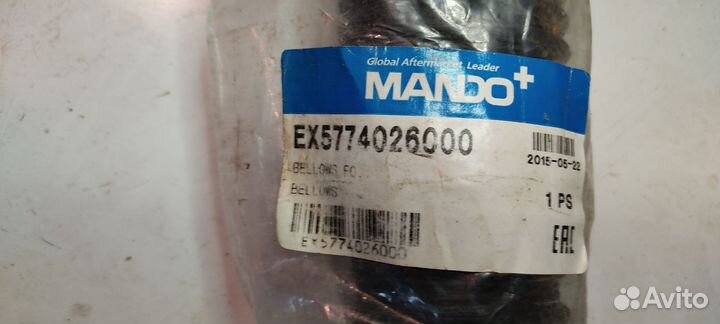 Global Aftermarket Leader
MANDO+
EX5774026000
2015-05-22
BELLOWS
BELLOWS
1 PS
EX5774026000
EAC
Avito